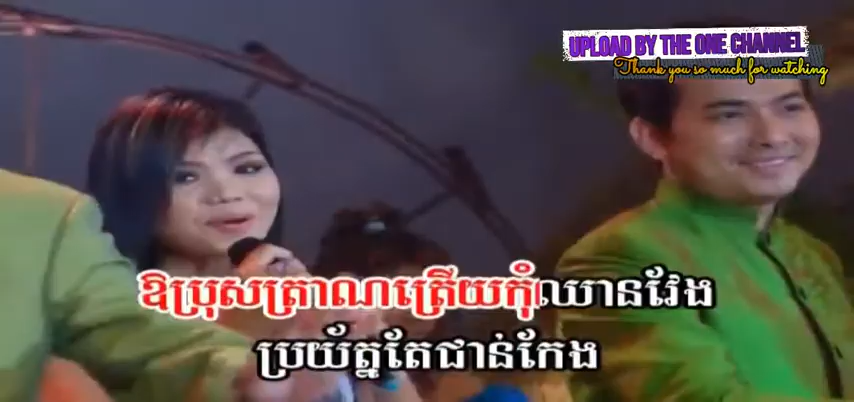 UPLOAD BY THE ONE CHANNEL
Thank you so much for watching
ឱប្រុសត្រាណត្រើយកុំឈានវែង
ប្រយ័ត្នតែជាន់កែង